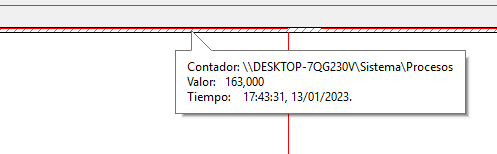 Contador: \\DESKTOP-7QG230V\Sistema\Procesos
Valor: 163,000
Tiempo: 17:43:31, 13/01/2023.